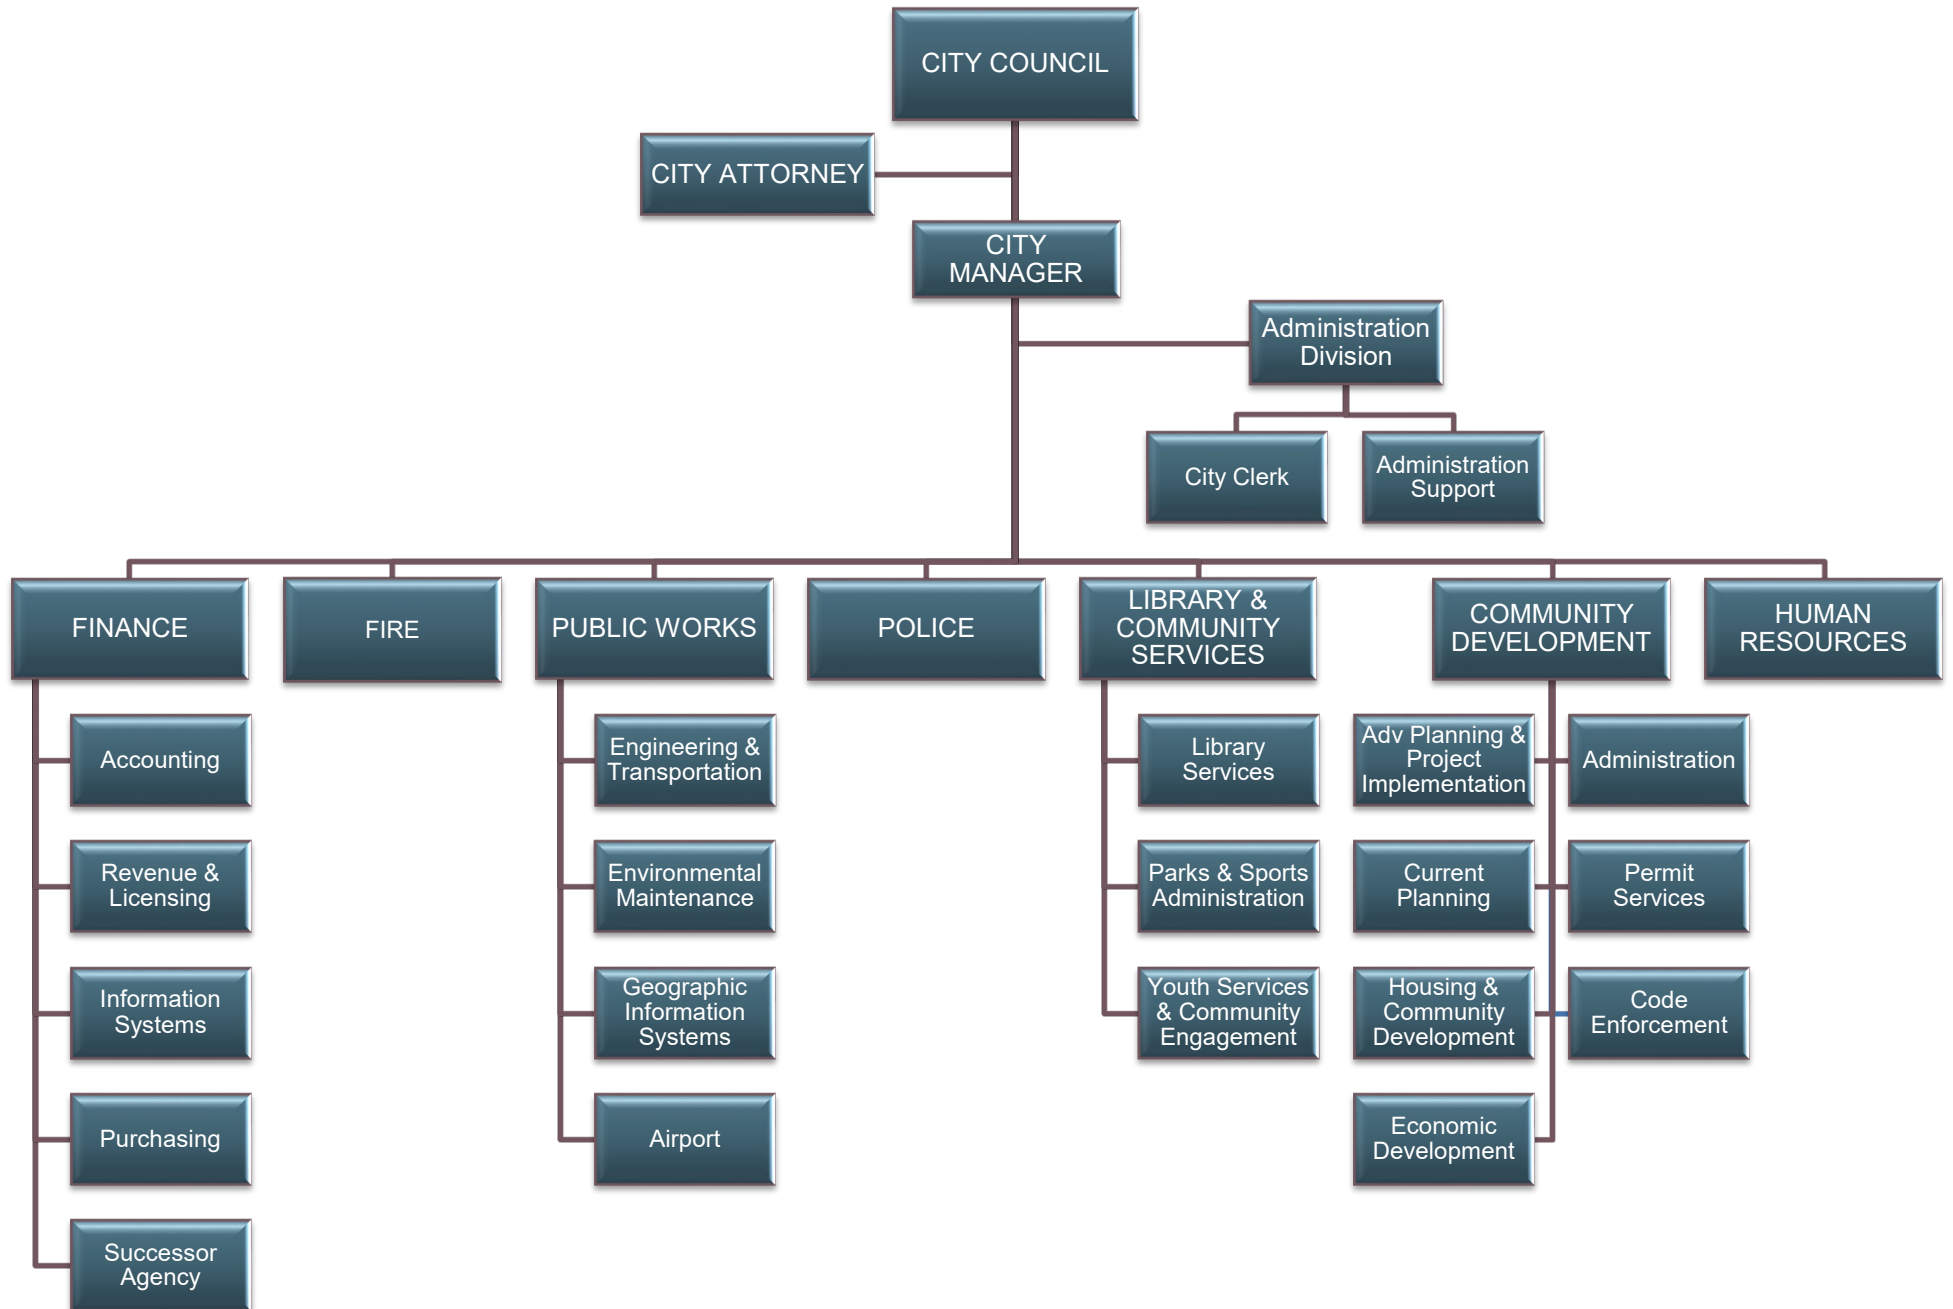 CITY COUNCIL
CITY ATTORNEY
CITY
MANAGER
Administration
Division
City Clerk
Administration
Support
FINANCE
FIRE
PUBLIC WORKS
POLICE
LIBRARY &
COMMUNITY
SERVICES
COMMUNITY
DEVELOPMENT
HUMAN
RESOURCES
Accounting
Revenue &
Licensing
Information
Systems
Purchasing
Successor
Agency
Engineering &
Transportation
Environmental
Maintenance
Geographic
Information
Systems
Airport
Library
Services
Parks & Sports
Administration
Youth Services
& Community
Engagement
Adv Planning &
Project
Implementation
Current
Planning
Housing &
Community
Development
Economic
Development
Administration
Permit
Services
Code
Enforcement